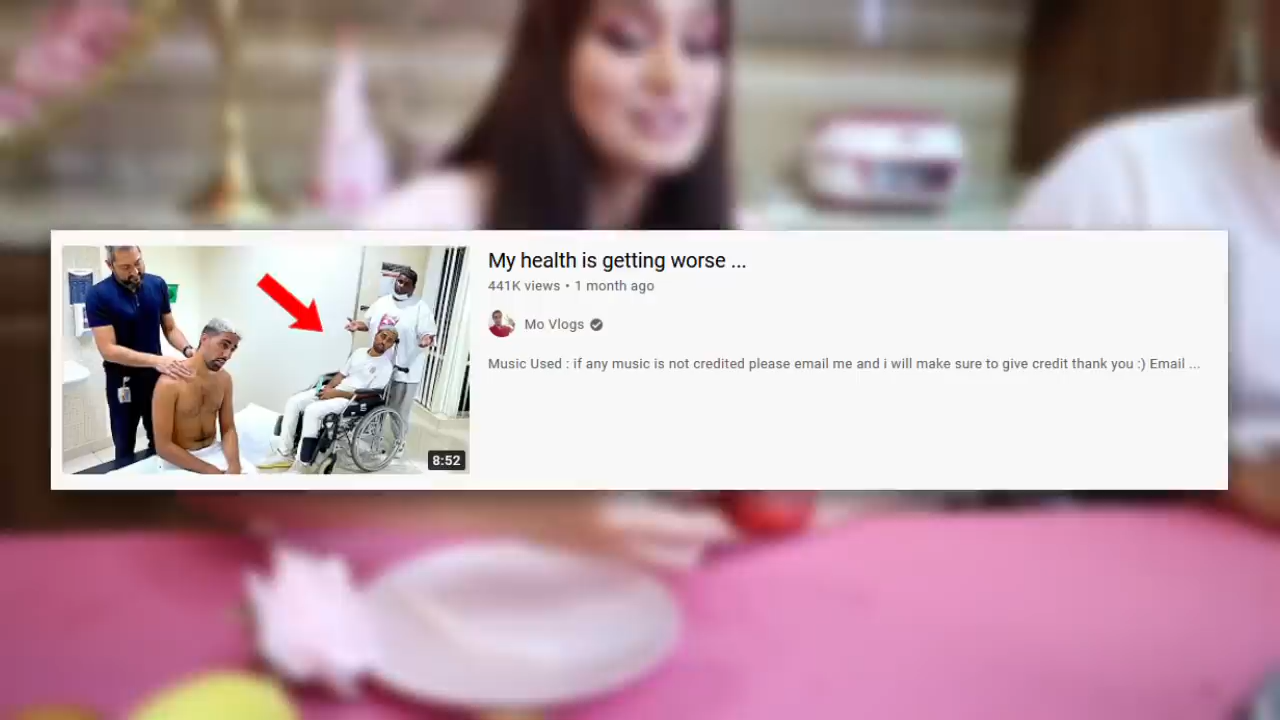 My health is getting worse ...
441K views • 1 month ago
Mo Vlogs
Music Used : if any music is not credited please email me and i will make sure to give credit thank you :) Email ...
8:52